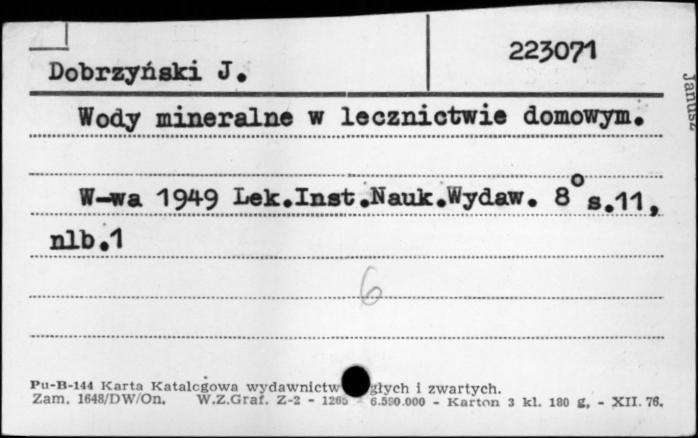 223071
Dobrzyński J.
Wody mineralne w lecznictwie domowym.
W-wa 1949 Lek.Inst.Nauk.Wydaw. 8° s.11,
nlb.1
6
Pu-B-144 Karta Katalogowa wydawnictw głych i zwartych.
Zam. 1648/DW/On. W.Z.Graf. Z-2 - 1265 6.590.000 - Karton 3 kl. 180 g. - XII. 76.
Janusz